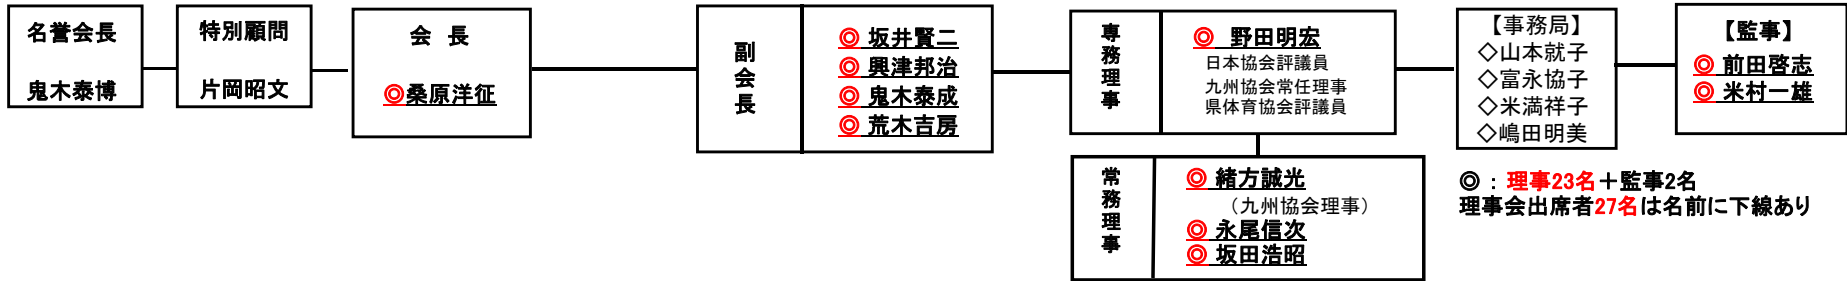 名誉会長
鬼木泰博
特別顧問
片岡昭文
会 長
◎桑原洋征
副会長
◎ 坂井賢二
◎ 興津邦治
◎ 鬼木泰成
◎ 荒木吉房
専務理事
◎ 野田明宏
日本協会評議員
九州協会常任理事
県体育協会評議員
常務理事
◎ 緒方誠光
（九州協会理事）
◎ 永尾信次
◎ 坂田浩昭
【事務局】
◇山本就子
◇富永協子
◇米満祥子
◇嶋田明美
【監事】
◎ 前田啓志
◎ 米村一雄
◎ ： 理事23名＋監事2名
理事会出席者27名は名前に下線あり